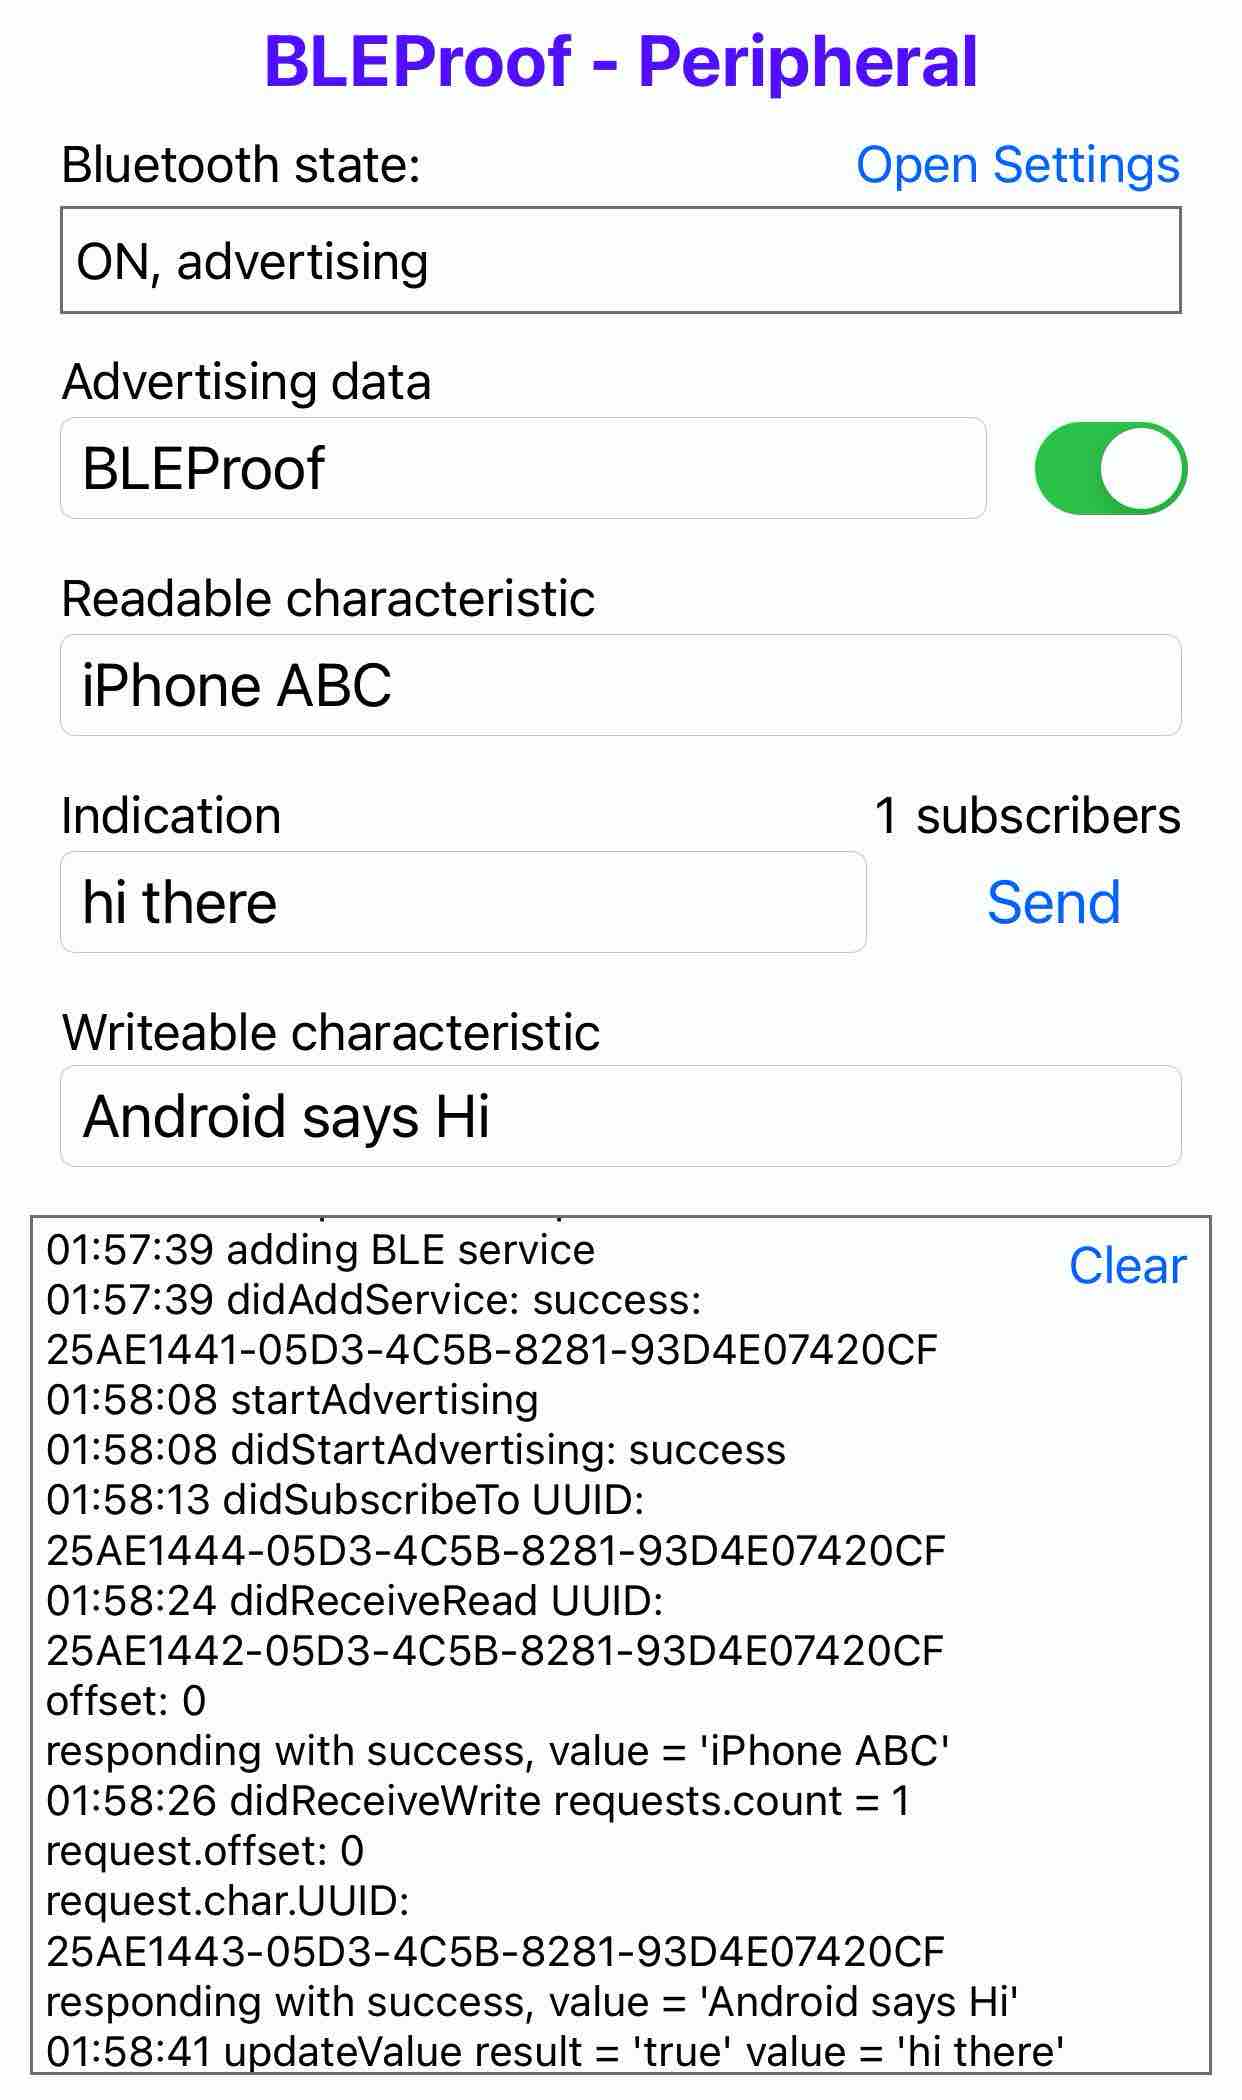 BLEProof - Peripheral
Bluetooth state: Open Settings
ON, advertising
Advertising data
BLEProof
Readable characteristic
iPhone ABC
Indication 1 subscribers
hi there Send
Writeable characteristic
Android says Hi
01:57:39 adding BLE service Clear
01:57:39 didAddService: success:
25AE1441-05D3-4C5B-8281-93D4E07420CF
01:58:08 startAdvertising
01:58:08 didStartAdvertising: success
01:58:13 didSubscribeTo UUID:
25AE1444-05D3-4C5B-8281-93D4E07420CF
01:58:24 didReceiveRead UUID:
25AE1442-05D3-4C5B-8281-93D4E07420CF
offset: 0
responding with success, value = 'iPhone ABC'
01:58:26 didReceiveWrite requests.count = 1
request.offset: 0
request.char.UUID:
25AE1443-05D3-4C5B-8281-93D4E07420CF
responding with success, value = 'Android says Hi'
01:58:41 updateValue result = 'true' value = 'hi there'